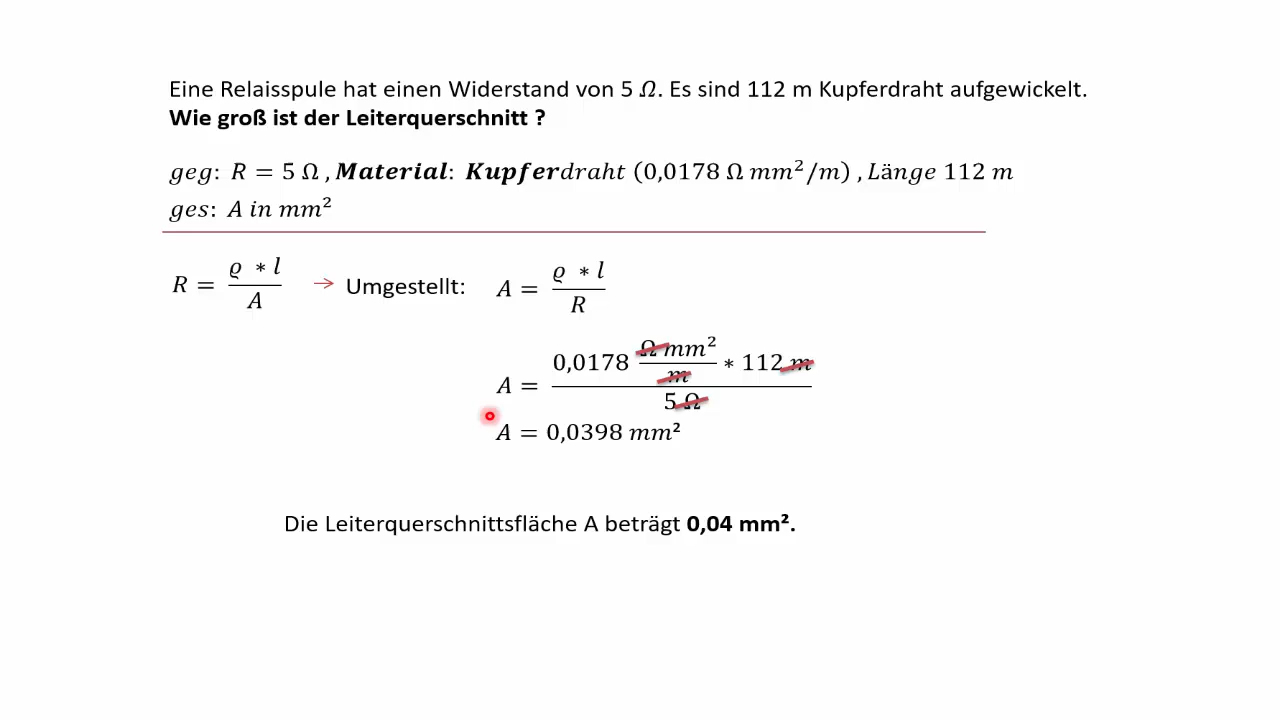 Eine Relaisspule hat einen Widerstand von 5 Ω. Es sind 112 m Kupferdraht aufgewickelt.
Wie groß ist der Leiterquerschnitt ?
geg: R = 5 Ω , Material: Kupferdraht (0,0178 Ω mm²/m) , Länge 112 m
ges: A in mm²
R = ϱ * l / A → Umgestellt: A = ϱ * l / R
A = 0,0178 Ω mm² / m * 112 m / 5 Ω
A = 0,0398 mm²
Die Leiterquerschnittsfläche A beträgt 0,04 mm².